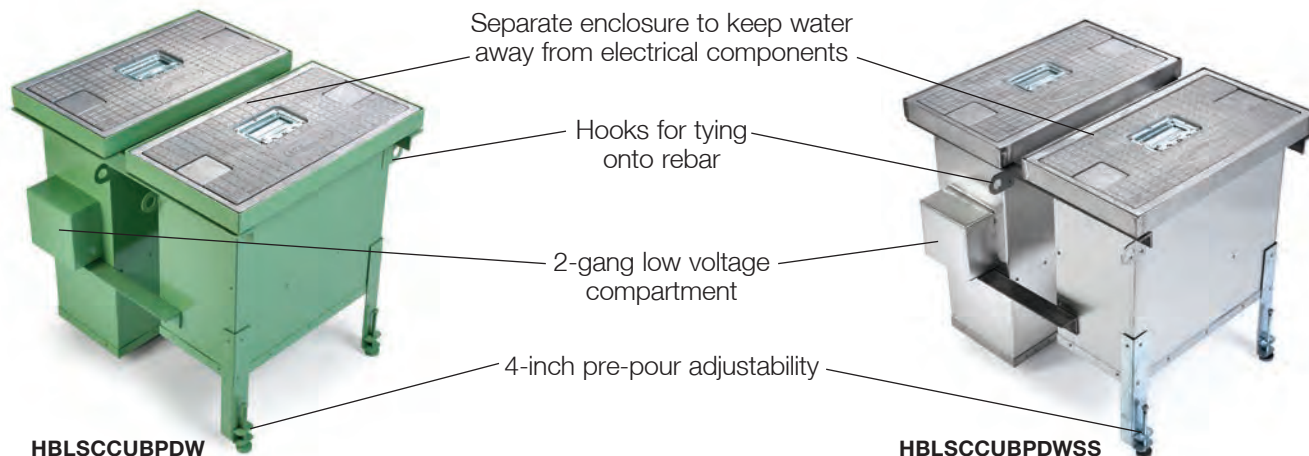 Separate enclosure to keep water
away from electrical components
Hooks for tying
onto rebar
2-gang low voltage
compartment
4-inch pre-pour adjustability
HBLSCCUBPDW
HBLSCCUBPDWSS